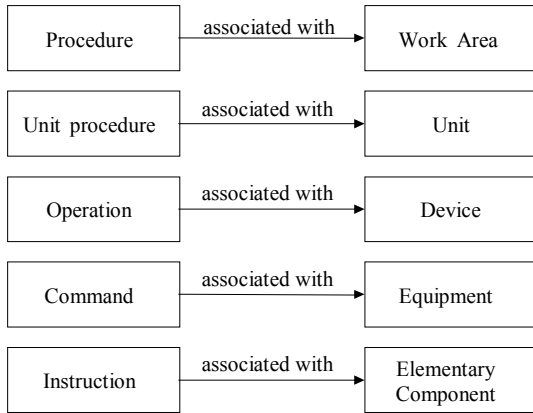 Procedure associated with Work Area
Unit procedure associated with Unit
Operation associated with Device
Command associated with Equipment
Instruction associated with Elementary
Component